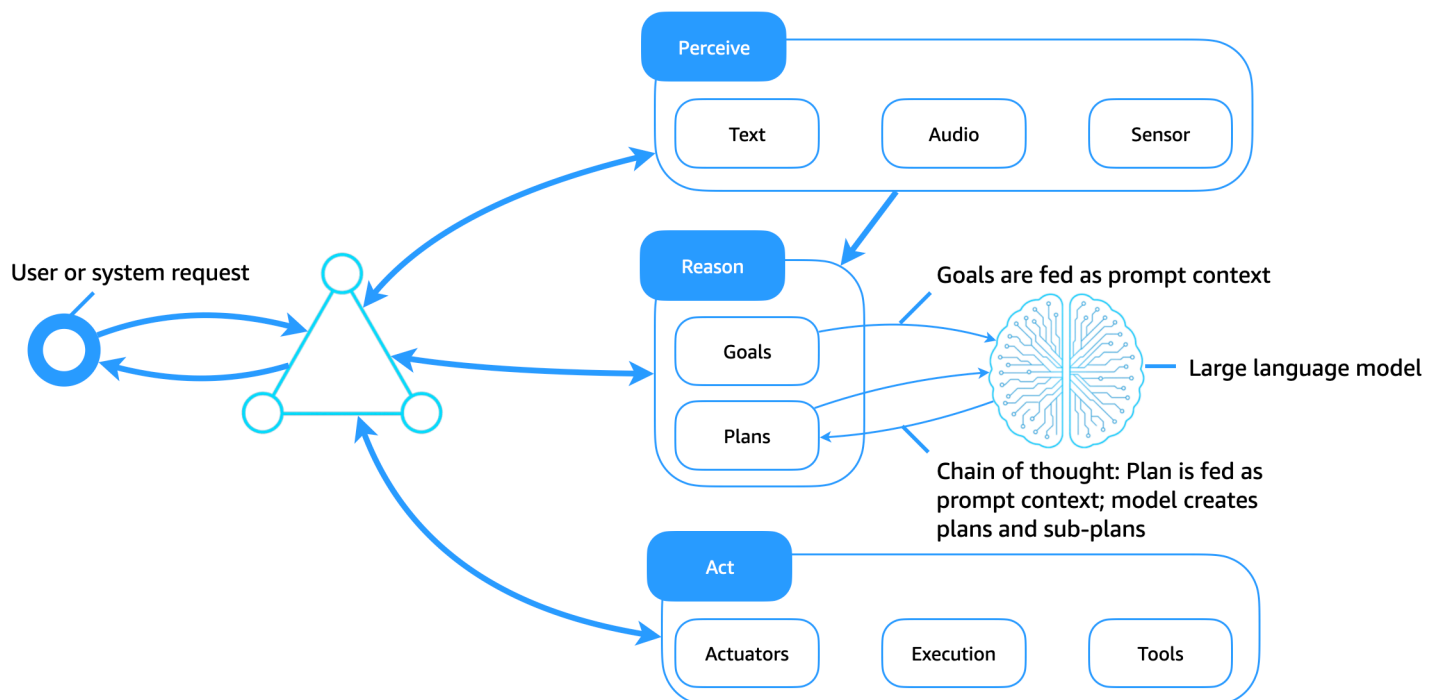 Perceive
Text
Audio
Sensor
User or system request
Reason
Goals are fed as prompt context
Goals
Large language model
Plans
Chain of thought: Plan is fed as
prompt context; model creates
plans and sub-plans
Act
Actuators
Execution
Tools